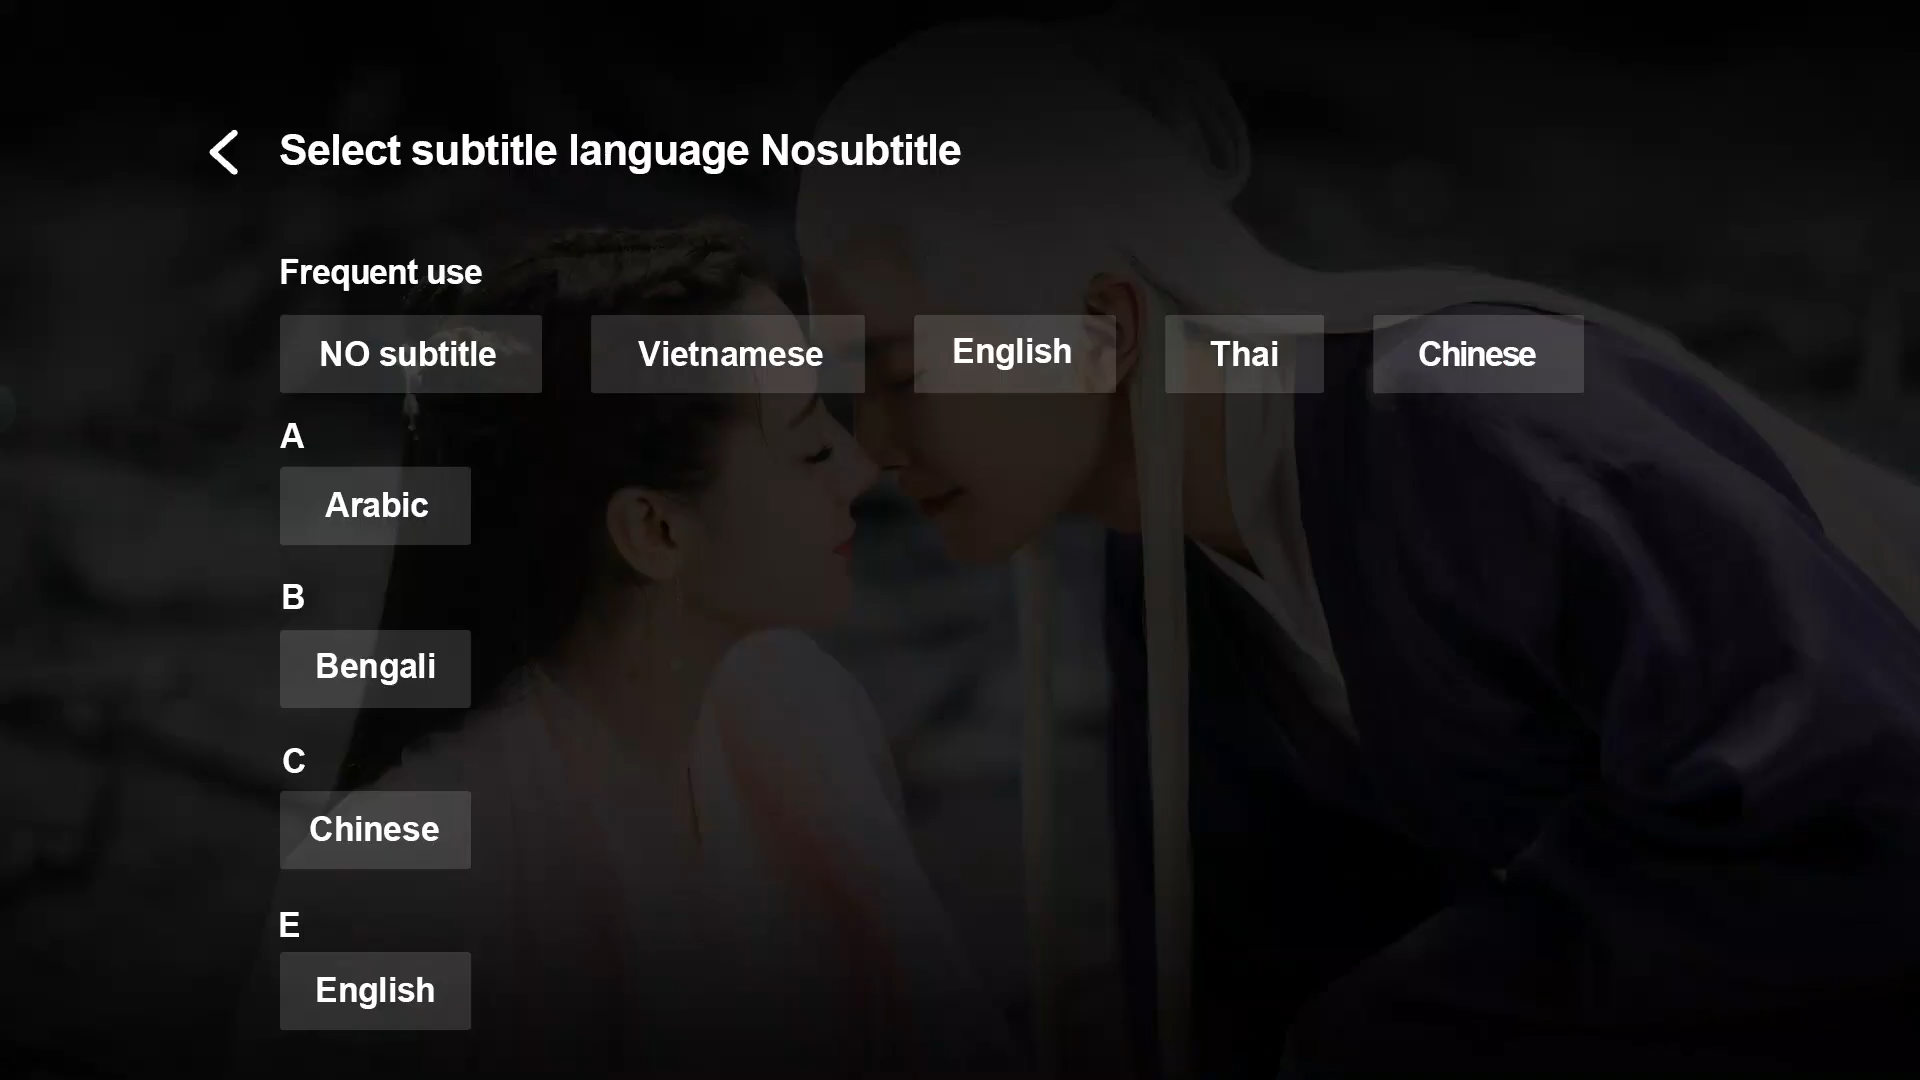 Select subtitle language Nosubtitle
Frequent use
NO subtitle Vietnamese English Thai Chinese
A
Arabic
B
Bengali
C
Chinese
E
English